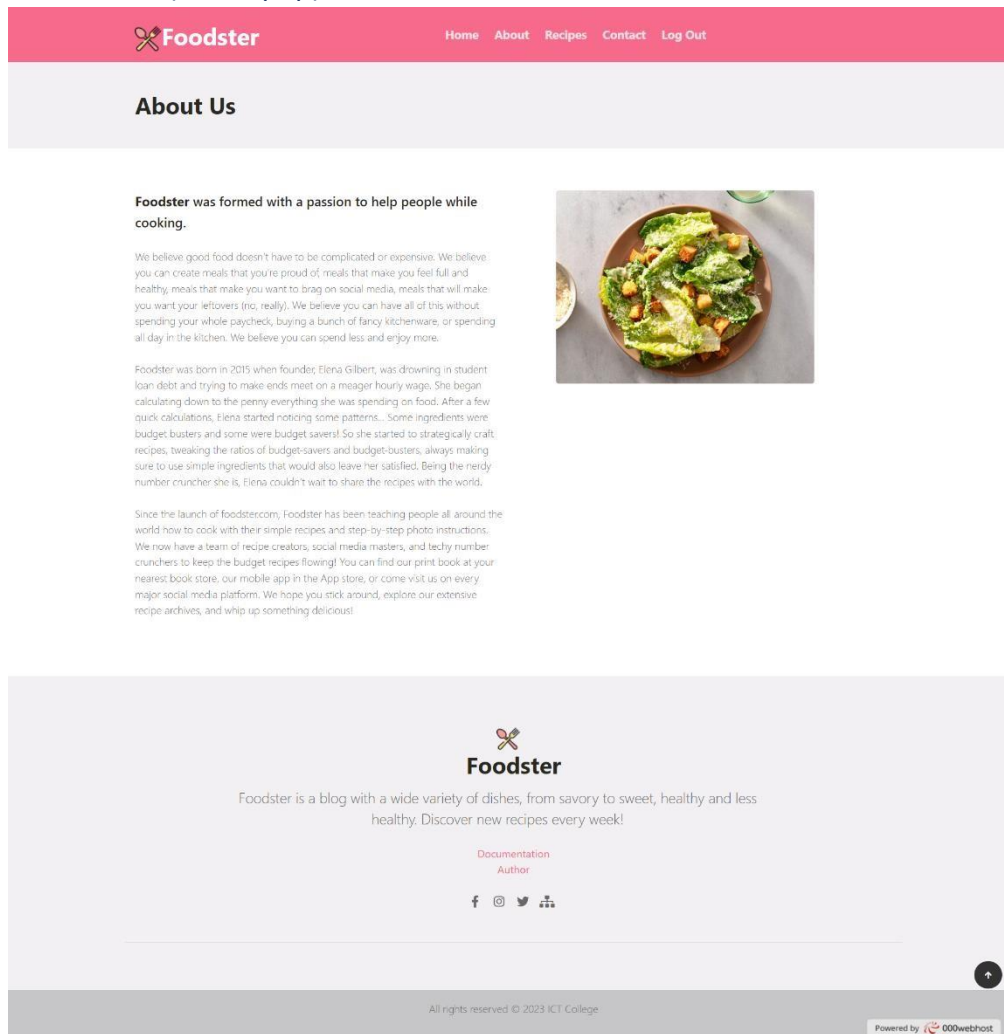 Foodster
Home About Recipes Contact Log Out
About Us
Foodster was formed with a passion to help people while
cooking.
We believe good food doesn't have to be complicated or expensive. We believe
you can create meals that you're proud of, meals that make you feel full and
healthy, meals that make you want to brag on social media, meals that will make
you want your leftovers (no, really). We believe you can have all of this without
spending your whole paycheck, buying a bunch of fancy kitchenware, or spending
all day in the kitchen. We believe you can spend less and enjoy more.
Foodster was born in 2015 when founder, Elena Gilbert, was drowning in student
loan debt and trying to make ends meet on a meager hourly wage. She began
calculating down to the penny everything she was spending on food. After a few
quick calculations, Elena started noticing some patterns... Some ingredients were
budget busters and some were budget savers! So she started to strategically craft
recipes, tweaking the ratios of budget-savers and budget-busters, always making
sure to use simple ingredients that would also leave her satisfied. Being the nerdy
number cruncher she is, Elena couldn't wait to share the recipes with the world.
Since the launch of foodster.com, Foodster has been teaching people all around the
world how to cook with their simple recipes and step-by-step photo instructions.
We now have a team of recipe creators, social media masters, and techy number
crunchers to keep the budget recipes flowing! You can find our print book at your
nearest book store, our mobile app in the App store, or come visit us on every
major social media platform. We hope you stick around, explore our extensive
recipe archives, and whip up something delicious!
Foodster
Foodster is a blog with a wide variety of dishes, from savory to sweet, healthy and less
healthy. Discover new recipes every week!
Documentation
Author
All rights reserved © 2023 ICT College
Powered by 000webhost